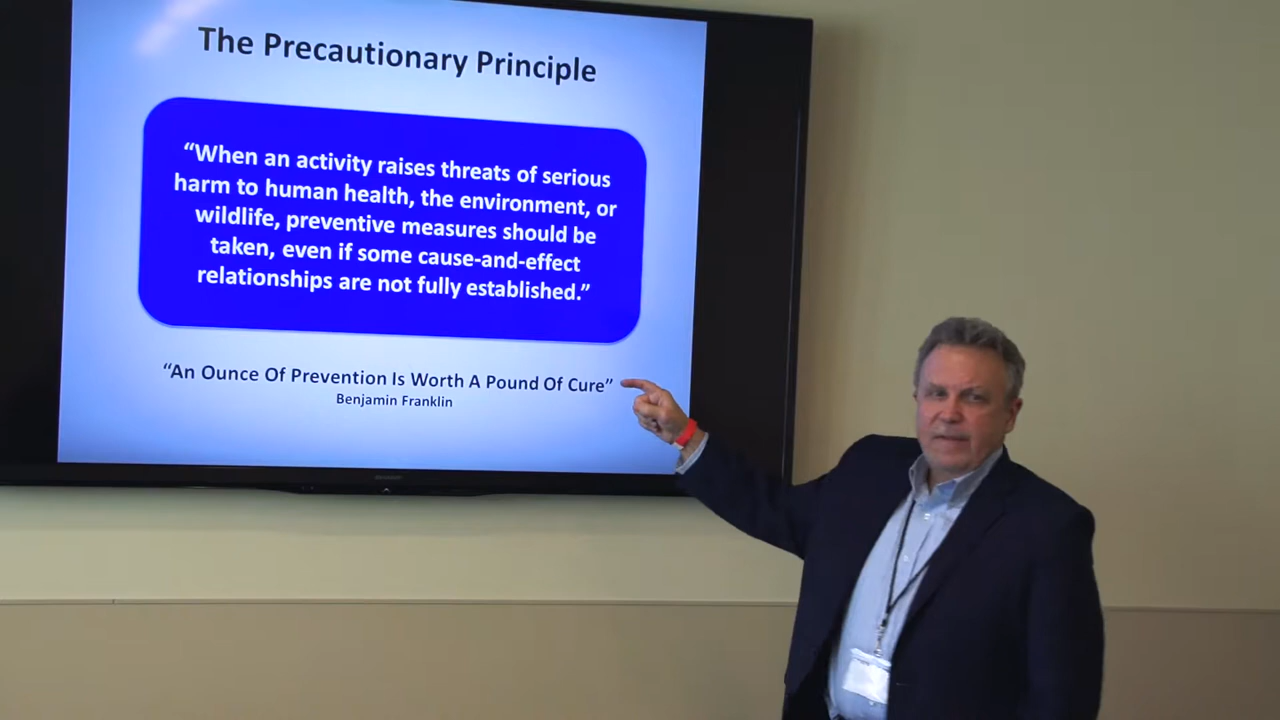 The Precautionary Principle
“When an activity raises threats of serious
harm to human health, the environment, or
wildlife, preventive measures should be
taken, even if some cause-and-effect
relationships are not fully established.”
“An Ounce Of Prevention Is Worth A Pound Of Cure”
Benjamin Franklin